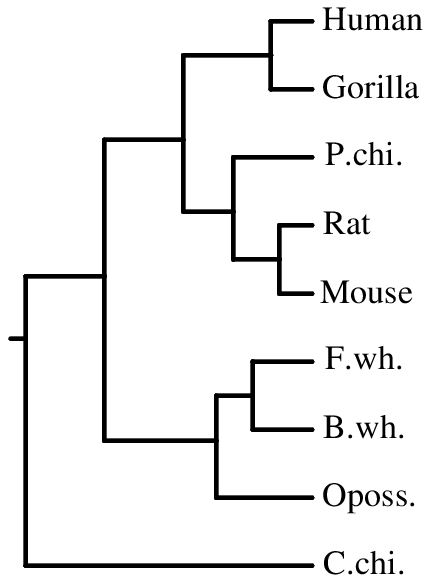 Human
Gorilla
P.chi.
Rat
Mouse
F.wh.
B.wh.
Oposs.
C.chi.